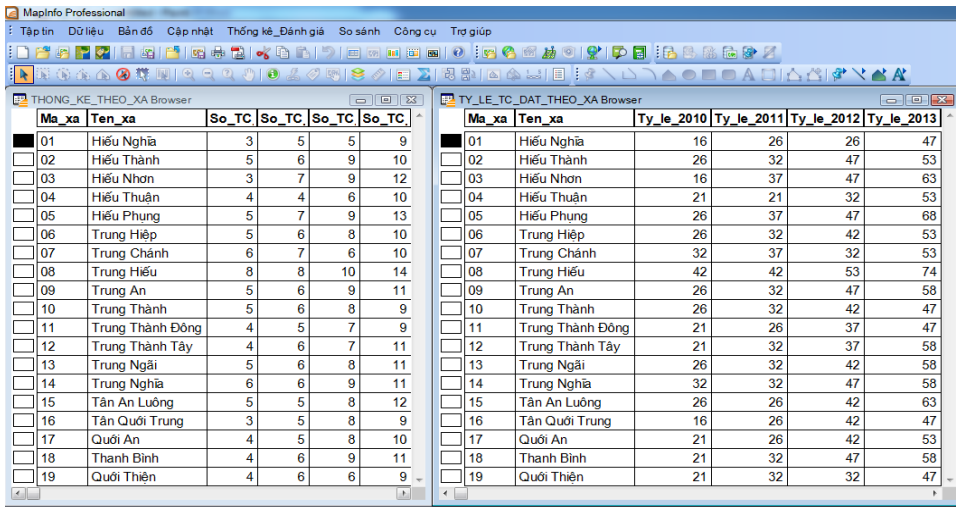 MapInfo Professional
Tập tin Dữ liệu Bản đồ Cập nhật Thống kê_Đánh giá So sánh Công cụ Trợ giúp
THONG_KE_THEO_XA Browser
Ma_xa Ten_xa So_TC_ So_TC_ So_TC_ So_TC_
01 Hiếu Nghĩa 3 5 5 9
02 Hiếu Thành 5 6 9 10
03 Hiếu Nhơn 3 7 9 12
04 Hiếu Thuận 4 4 6 10
05 Hiếu Phụng 5 7 9 13
06 Trung Hiệp 5 6 8 10
07 Trung Chánh 6 7 6 10
08 Trung Hiếu 8 8 10 14
09 Trung An 5 6 9 11
10 Trung Thành 5 6 8 9
11 Trung Thành Đông 4 5 7 9
12 Trung Thành Tây 4 6 7 11
13 Trung Ngãi 5 6 8 11
14 Trung Nghĩa 6 6 9 11
15 Tân An Luông 5 5 8 12
16 Tân Quới Trung 3 5 8 9
17 Quới An 4 5 8 10
18 Thanh Bình 4 6 9 11
19 Quới Thiện 4 6 6 9
TY_LE_TC_DAT_THEO_XA Browser
Ma_xa Ten_xa Ty_le_2010 Ty_le_2011 Ty_le_2012 Ty_le_2013
01 Hiếu Nghĩa 16 26 26 47
02 Hiếu Thành 26 32 47 53
03 Hiếu Nhơn 16 37 47 63
04 Hiếu Thuận 21 21 32 53
05 Hiếu Phụng 26 37 47 68
06 Trung Hiệp 26 32 42 53
07 Trung Chánh 32 37 32 53
08 Trung Hiếu 42 42 53 74
09 Trung An 26 32 47 58
10 Trung Thành 26 32 42 47
11 Trung Thành Đông 21 26 37 47
12 Trung Thành Tây 21 32 37 58
13 Trung Ngãi 26 32 42 58
14 Trung Nghĩa 32 32 47 58
15 Tân An Luông 26 26 42 63
16 Tân Quới Trung 16 26 42 47
17 Quới An 21 26 42 53
18 Thanh Bình 21 32 47 58
19 Quới Thiện 21 32 32 47